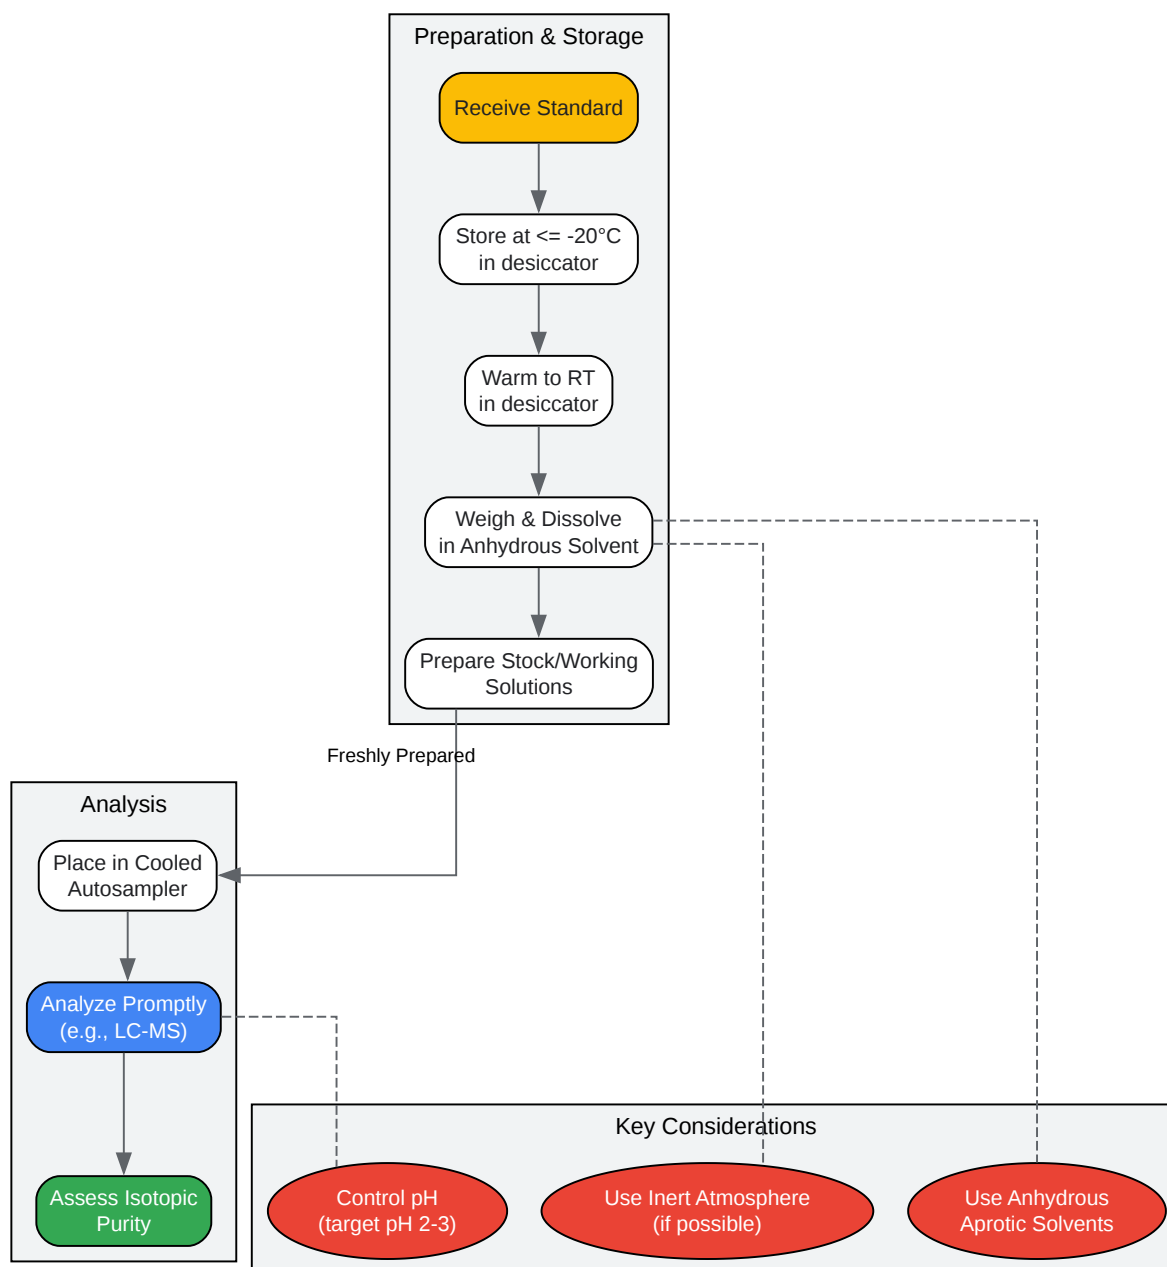 Preparation & Storage
Receive Standard
Store at <= -20°C
in desiccator
Warm to RT
in desiccator
Weigh & Dissolve
in Anhydrous Solvent
Prepare Stock/Working
Solutions
Freshly Prepared
Analysis
Place in Cooled
Autosampler
Analyze Promptly
(e.g., LC-MS)
Assess Isotopic
Purity
Key Considerations
Control pH
(target pH 2-3)
Use Inert Atmosphere
(if possible)
Use Anhydrous
Aprotic Solvents